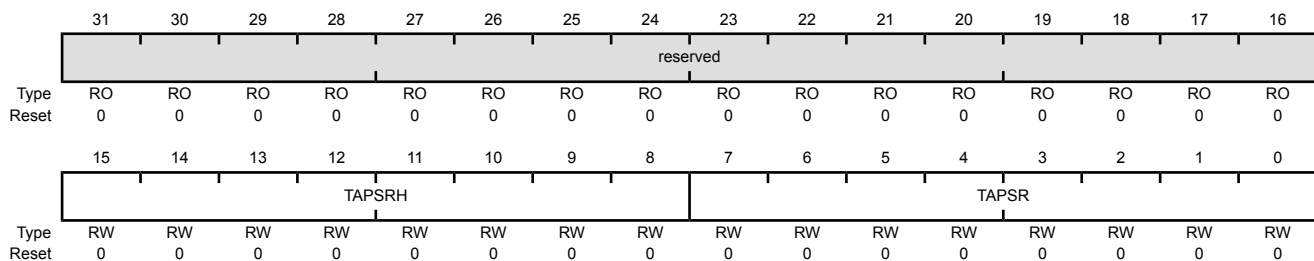 31 30 29 28 27 26 25 24 23 22 21 20 19 18 17 16
reserved
Type RO RO RO RO RO RO RO RO RO RO RO RO RO RO RO RO
Reset 0 0 0 0 0 0 0 0 0 0 0 0 0 0 0 0
15 14 13 12 11 10 9 8 7 6 5 4 3 2 1 0
TAPSRH TAPSR
Type RW RW RW RW RW RW RW RW RW RW RW RW RW RW RW RW
Reset 0 0 0 0 0 0 0 0 0 0 0 0 0 0 0 0